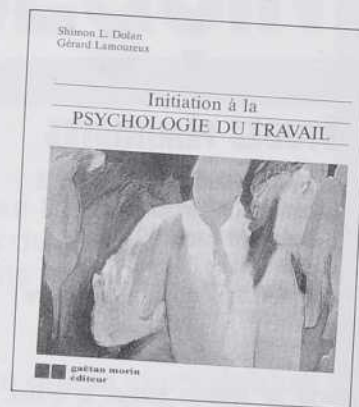 Shimon L. Dolan
Gérard Lamoureux
Initiation à la
PSYCHOLOGIE DU TRAVAIL
gaëtan morin
éditeur